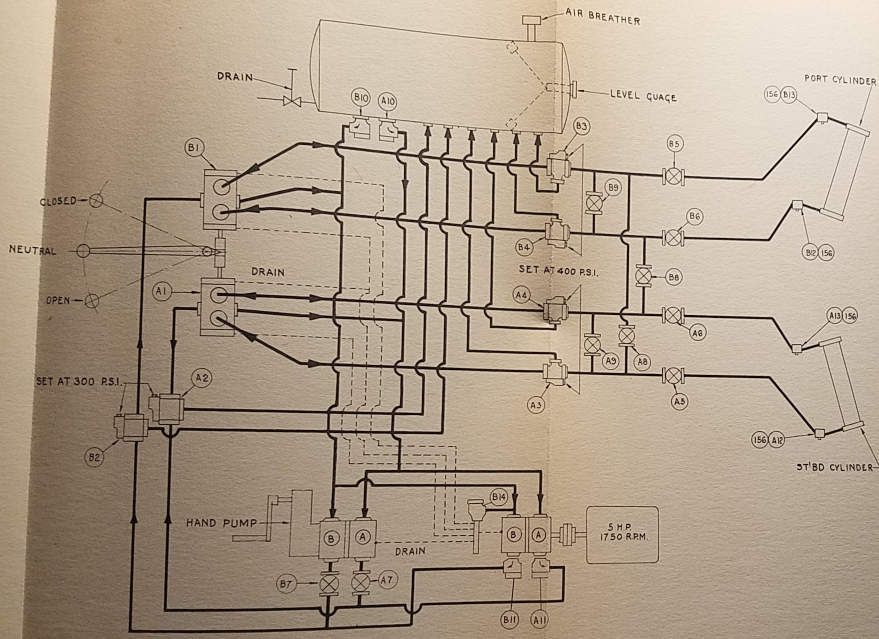 AIR BREATHER
DRAIN
PORT CYLINDER
156 B13
B10 A10
LEVEL GUAGE
B3
B1
B5
CLOSED
B9
B6
NEUTRAL
B4
B12 156
DRAIN
SET AT 400 P.S.I.
B8
A1
OPEN
A4
A6
A13 156
A9
A8
SET AT 300 P.S.I.
A2
A3
A5
B2
156 A12
ST'BD CYLINDER
B14
HAND PUMP
B A
DRAIN
B A
5 H.P.
1750 R.P.M.
B7
A7
B11
A11